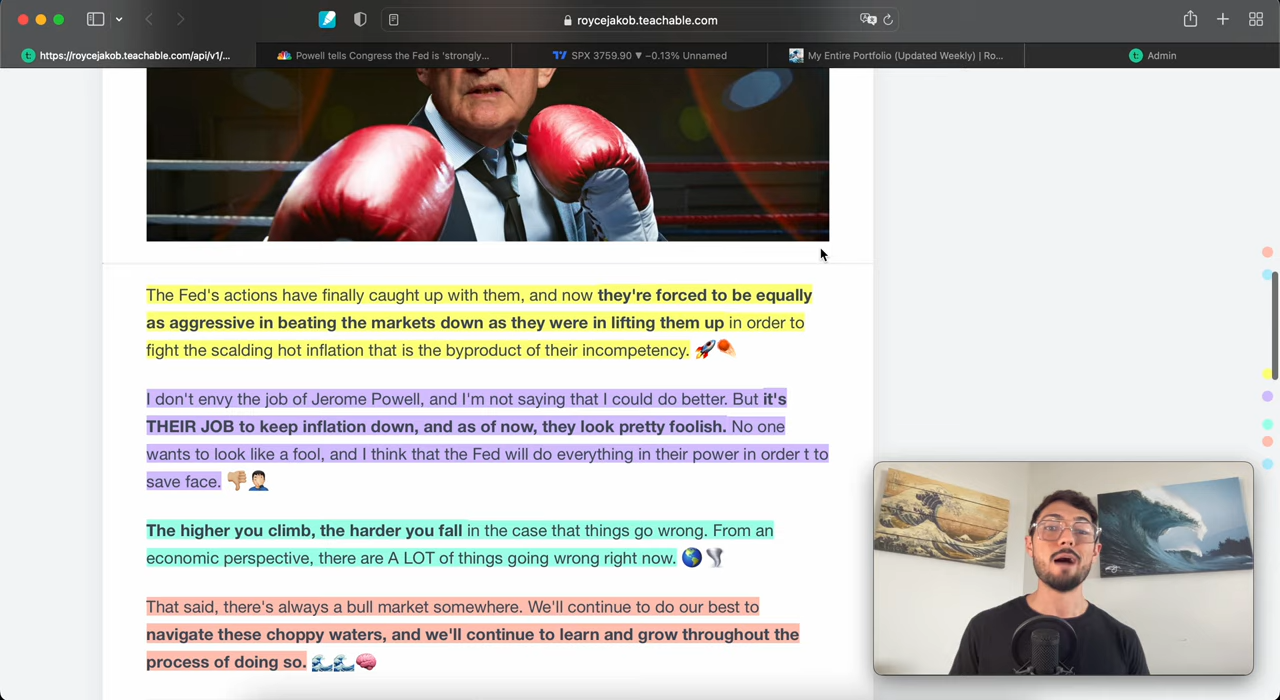 roycejakob.teachable.com
https://roycejakob.teachable.com/api/v1/...
Powell tells Congress the Fed is 'strongly...
SPX 3759.90 ▼ −0.13% Unnamed
My Entire Portfolio (Updated Weekly) | Ro...
Admin
The Fed's actions have finally caught up with them, and now they're forced to be equally
as aggressive in beating the markets down as they were in lifting them up in order to
fight the scalding hot inflation that is the byproduct of their incompetency. 🚀☄️
I don't envy the job of Jerome Powell, and I'm not saying that I could do better. But it's
THEIR JOB to keep inflation down, and as of now, they look pretty foolish. No one
wants to look like a fool, and I think that the Fed will do everything in their power in order t to
save face. 👎🏼🤦🏻‍♂️
The higher you climb, the harder you fall in the case that things go wrong. From an
economic perspective, there are A LOT of things going wrong right now. 🌎🌪️
That said, there's always a bull market somewhere. We'll continue to do our best to
navigate these choppy waters, and we'll continue to learn and grow throughout the
process of doing so. 🌊🌊🧠